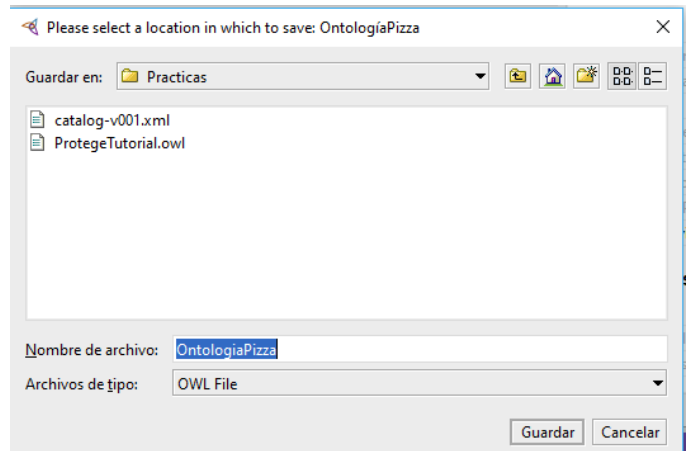 Please select a location in which to save: OntologíaPizza
Guardar en: Practicas
catalog-v001.xml
ProtegeTutorial.owl
Nombre de archivo: OntologiaPizza
Archivos de tipo: OWL File
Guardar Cancelar